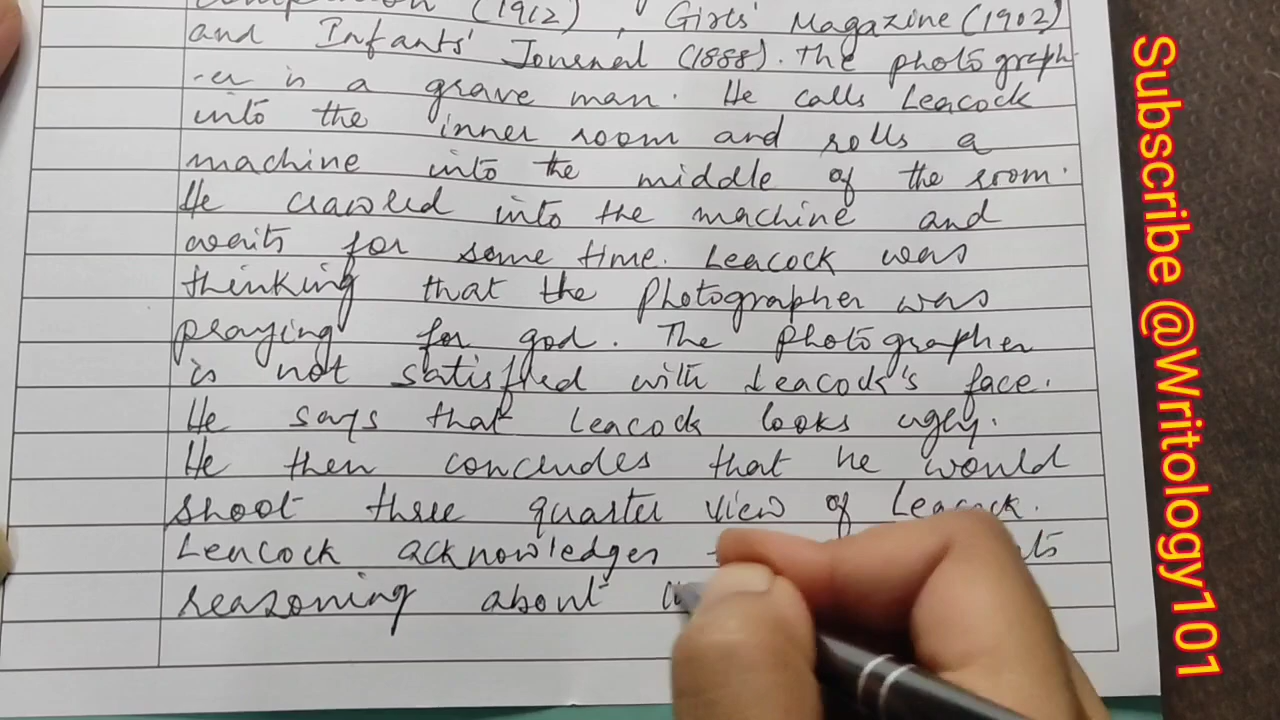 (1912), Girls' Magazine (1902)
and Infants' Journal (1888). The photograph-
-er is a grave man. He calls Leacock
into the inner room and rolls a
machine into the middle of the room.
He crawled into the machine and
waits for some time. Leacock was
thinking that the photographer was
praying for god. The photographer
is not satisfied with Leacock's face.
He says that Leacock looks ugly.
He then concludes that he would
shoot three quarter view of Leacock.
Leacock acknowledges
reasoning about
Subscribe @Writology101